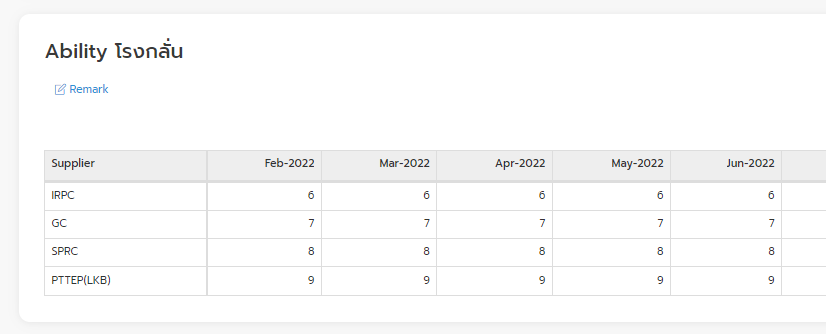 Ability โรงกลั่น
Remark
Supplier Feb-2022 Mar-2022 Apr-2022 May-2022 Jun-2022
IRPC 6 6 6 6 6
GC 7 7 7 7 7
SPRC 8 8 8 8 8
PTTEP(LKB) 9 9 9 9 9